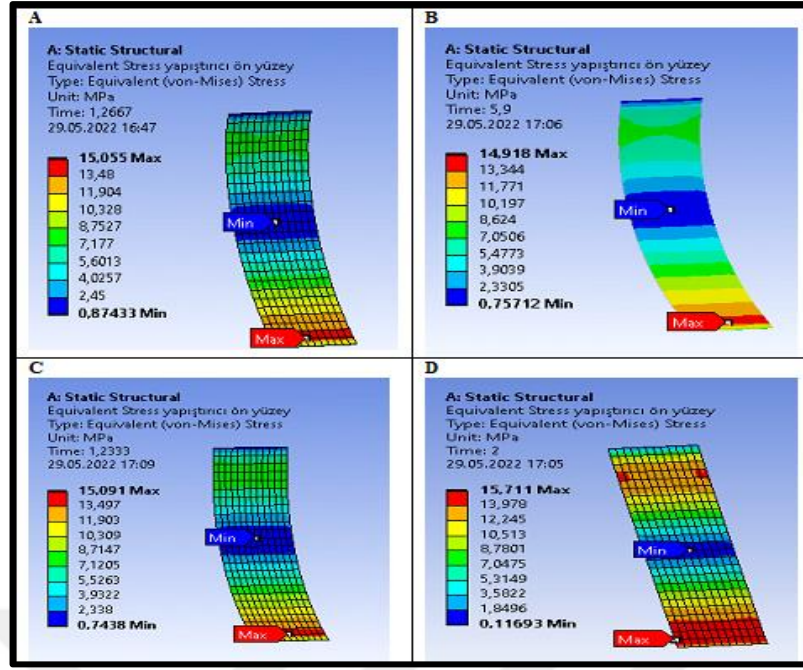 A
A: Static Structural
Equivalent Stress yapıştırıcı ön yüzey
Type: Equivalent (von-Mises) Stress
Unit: MPa
Time: 1,2667
29.05.2022 16:47
15,055 Max
13,48
11,904
10,328
8,7527
7,177
5,6013
4,0257
2,45
0,87433 Min
Min
Max
B
A: Static Structural
Equivalent Stress yapıştırıcı ön yüzey
Type: Equivalent (von-Mises) Stress
Unit: MPa
Time: 5,9
29.05.2022 17:06
14,918 Max
13,344
11,771
10,197
8,624
7,0506
5,4773
3,9039
2,3305
0,75712 Min
Min
Max
C
A: Static Structural
Equivalent Stress yapıştırıcı ön yüzey
Type: Equivalent (von-Mises) Stress
Unit: MPa
Time: 1,2333
29.05.2022 17:09
15,091 Max
13,497
11,903
10,309
8,7147
7,1205
5,5263
3,9322
2,338
0,7438 Min
Min
Max
D
A: Static Structural
Equivalent Stress yapıştırıcı ön yüzey
Type: Equivalent (von-Mises) Stress
Unit: MPa
Time: 2
29.05.2022 17:05
15,711 Max
13,978
12,245
10,513
8,7801
7,0475
5,3149
3,5822
1,8496
0,11693 Min
Min
Max